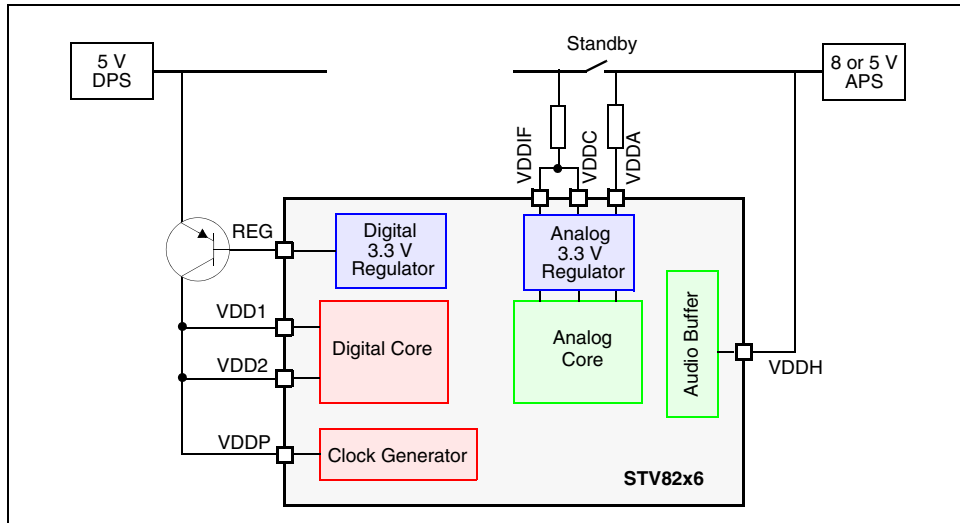 Standby
5 V
DPS
8 or 5 V
APS
VDDIF
VDDC
VDDA
REG
Digital
3.3 V
Regulator
Analog
3.3 V
Regulator
VDD1
Digital Core
Analog
Core
Audio Buffer
VDDH
VDD2
VDDP
Clock Generator
STV82x6